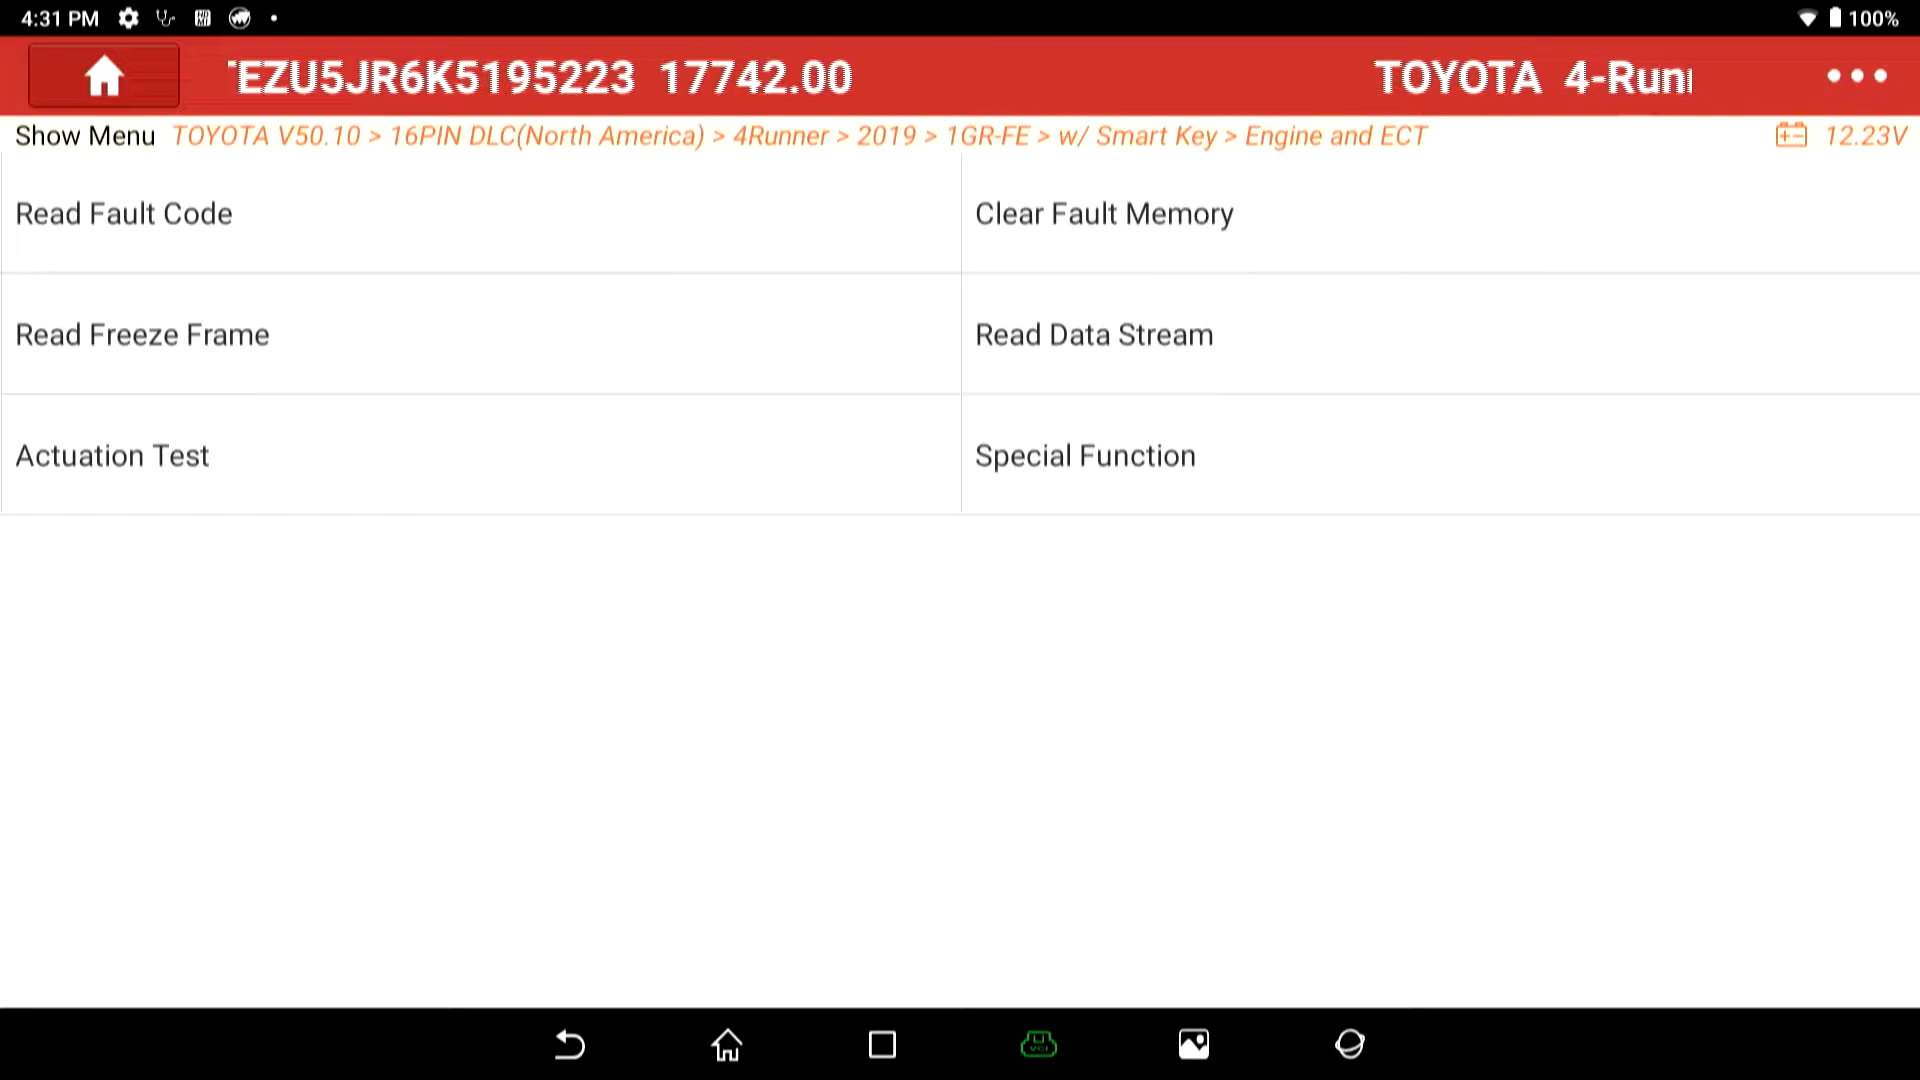 4:31 PM 100%
EZU5JR6K5195223 17742.00 TOYOTA 4-Run
Show Menu TOYOTA V50.10 > 16PIN DLC(North America) > 4Runner > 2019 > 1GR-FE > w/ Smart Key > Engine and ECT 12.23V
Read Fault Code Clear Fault Memory
Read Freeze Frame Read Data Stream
Actuation Test Special Function
VCI